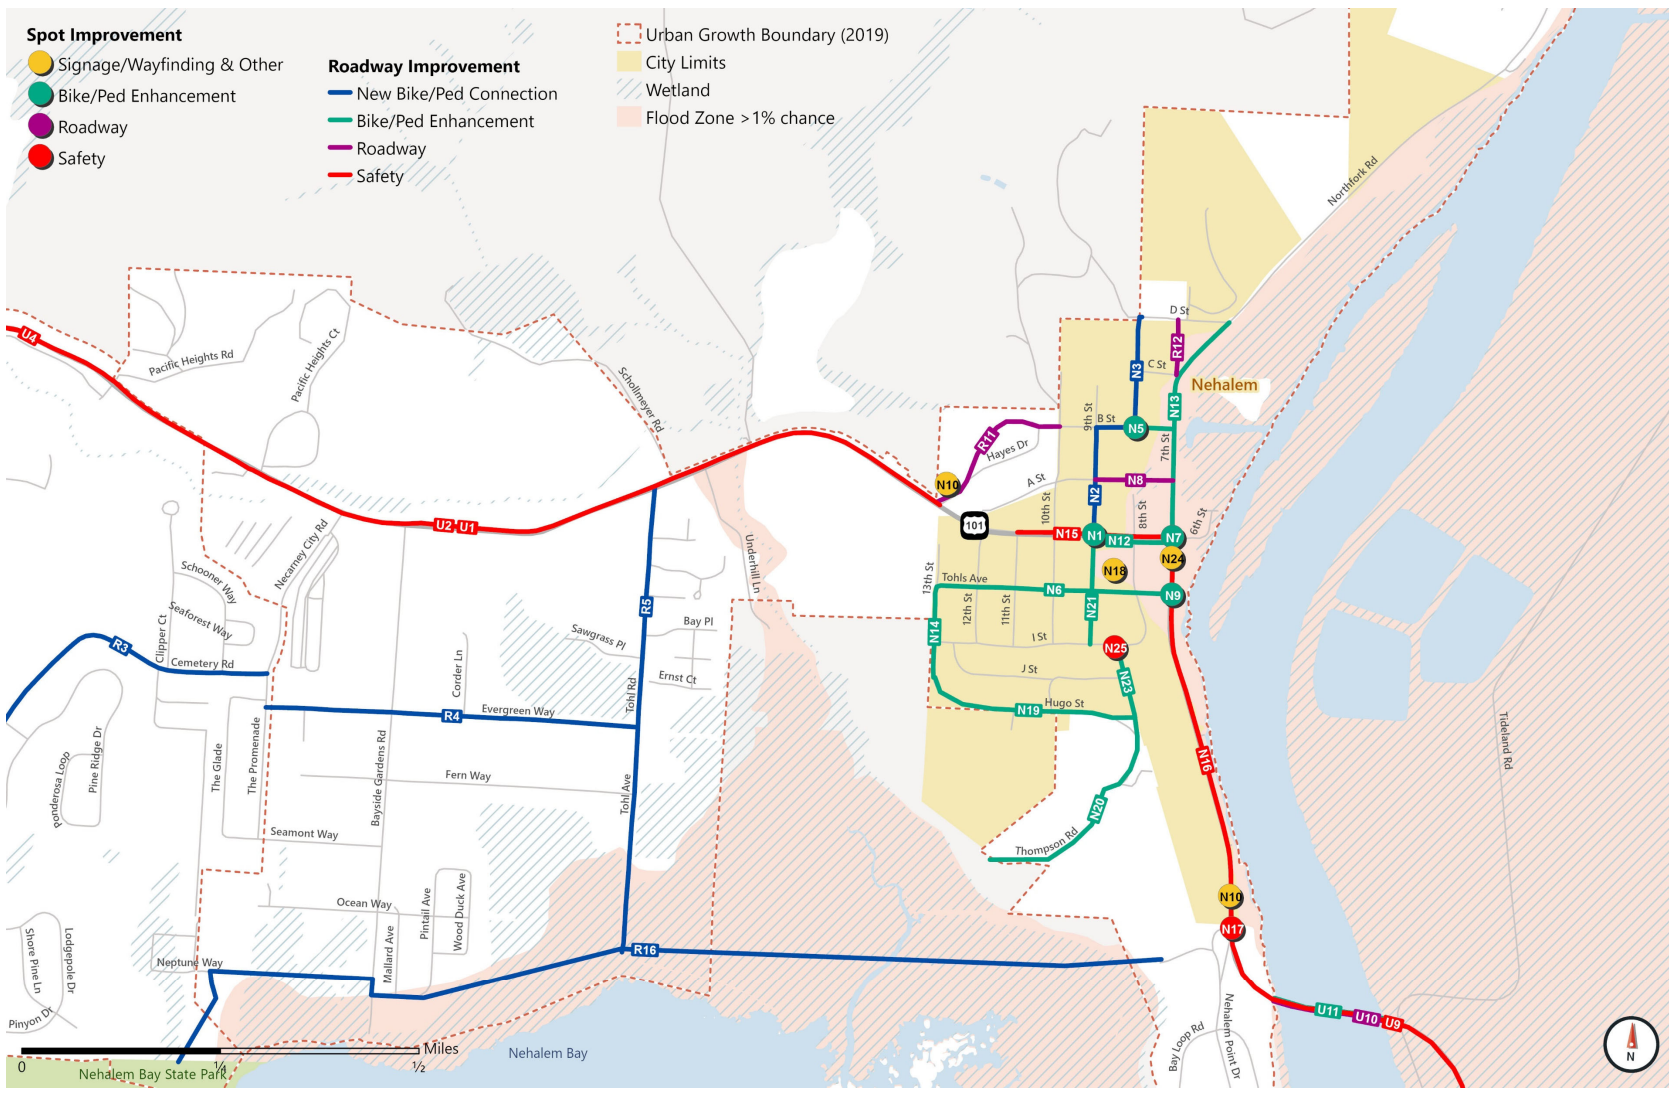 Spot Improvement
Signage/Wayfinding & Other
Bike/Ped Enhancement
Roadway
Safety
Roadway Improvement
New Bike/Ped Connection
Bike/Ped Enhancement
Roadway
Safety
Urban Growth Boundary (2019)
City Limits
Wetland
Flood Zone >1% chance
Northfork Rd
D St
R12
C St
N3
Nehalem
N13
9th St
B St
N5
7th St
U4
Pacific Heights Rd
Pacific Heights Ct
Schollmeyer Rd
R11
Hayes Dr
N10
A St
N8
N2
10th St
8th St
6th St
101
U2
U1
N15
N1
N12
N7
N24
N18
Necarney City Rd
Underhill Ln
13th St
Tohls Ave
N6
N9
Schooner Way
Seaforest Way
Clipper Ct
R5
12th St
11th St
N21
N14
I St
Bay Pl
Sawgrass Pl
N25
R3
Cemetery Rd
Corder Ln
Ernst Ct
J St
N23
Tohl Rd
R4
Evergreen Way
N19
Hugo St
Tideland Rd
N16
Ponderosa Loop
Pine Ridge Dr
The Glade
The Promenade
Bayside Gardens Rd
Fern Way
Tohl Ave
N20
Seamont Way
Thompson Rd
Ocean Way
Pintail Ave
Wood Duck Ave
N10
N17
Shore Pine Ln
Lodgepole Dr
Mallard Ave
R16
Neptune Way
Pinyon Dr
Nehalem Point Dr
Bay Loop Rd
U11
U10
U9
Miles
0
¼
½
Nehalem Bay
Nehalem Bay State Park
N